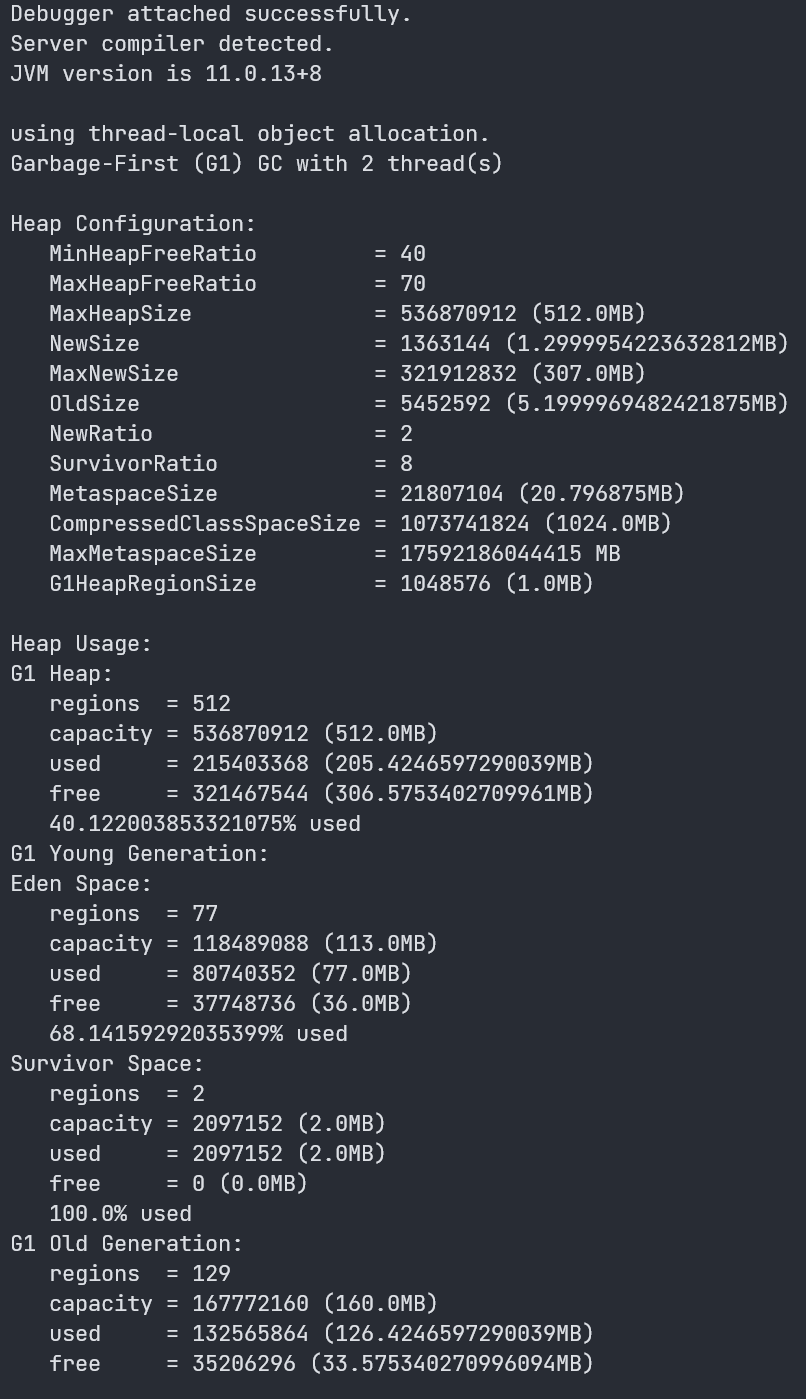 Debugger attached successfully.
Server compiler detected.
JVM version is 11.0.13+8

using thread-local object allocation.
Garbage-First (G1) GC with 2 thread(s)

Heap Configuration:
   MinHeapFreeRatio         = 40
   MaxHeapFreeRatio         = 70
   MaxHeapSize              = 536870912 (512.0MB)
   NewSize                  = 1363144 (1.2999954223632812MB)
   MaxNewSize               = 321912832 (307.0MB)
   OldSize                  = 5452592 (5.1999969482421875MB)
   NewRatio                 = 2
   SurvivorRatio            = 8
   MetaspaceSize            = 21807104 (20.796875MB)
   CompressedClassSpaceSize = 1073741824 (1024.0MB)
   MaxMetaspaceSize         = 17592186044415 MB
   G1HeapRegionSize         = 1048576 (1.0MB)

Heap Usage:
G1 Heap:
   regions  = 512
   capacity = 536870912 (512.0MB)
   used     = 215403368 (205.4246597290039MB)
   free     = 321467544 (306.5753402709961MB)
   40.122003853321075% used
G1 Young Generation:
Eden Space:
   regions  = 77
   capacity = 118489088 (113.0MB)
   used     = 80740352 (77.0MB)
   free     = 37748736 (36.0MB)
   68.14159292035399% used
Survivor Space:
   regions  = 2
   capacity = 2097152 (2.0MB)
   used     = 2097152 (2.0MB)
   free     = 0 (0.0MB)
   100.0% used
G1 Old Generation:
   regions  = 129
   capacity = 167772160 (160.0MB)
   used     = 132565864 (126.4246597290039MB)
   free     = 35206296 (33.575340270996094MB)